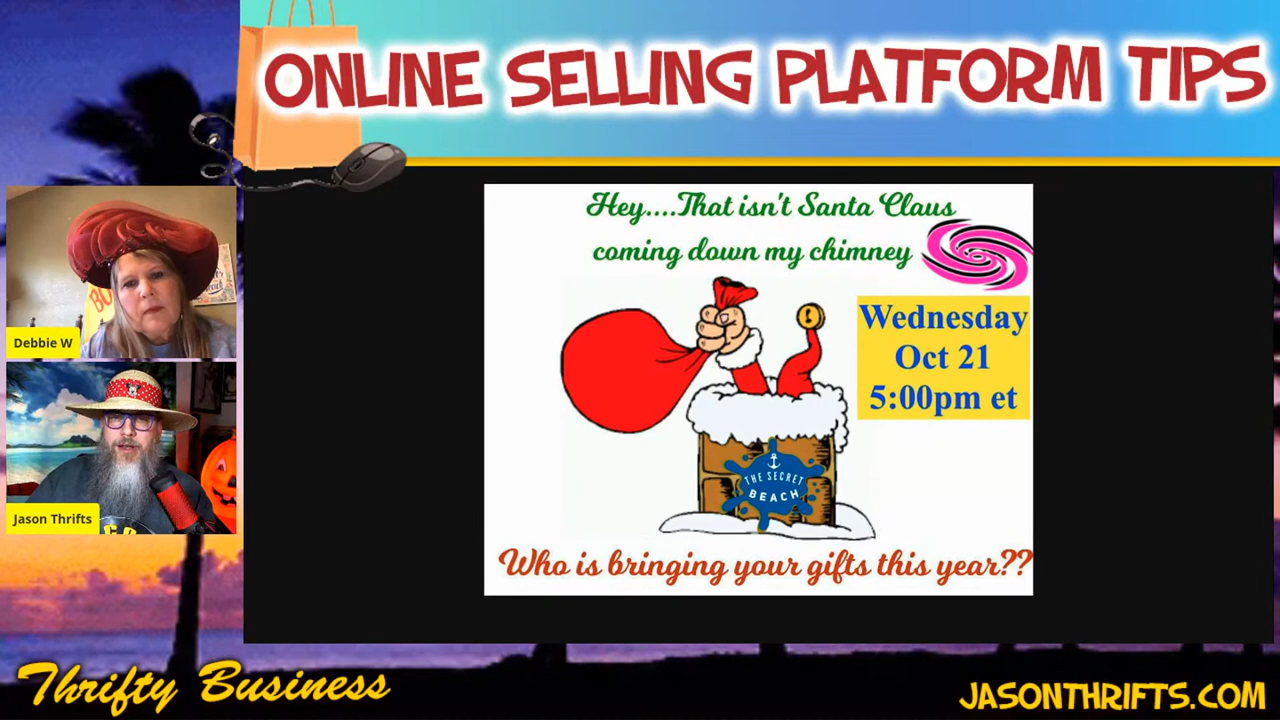 ONLINE SELLING PLATFORM TIPS
Hey....That isn't Santa Claus
coming down my chimney
Wednesday
Oct 21
5:00pm et
THE SECRET
BEACH
Who is bringing your gifts this year??
Debbie W
Jason Thrifts
Thrifty Business
JASONTHRIFTS.COM